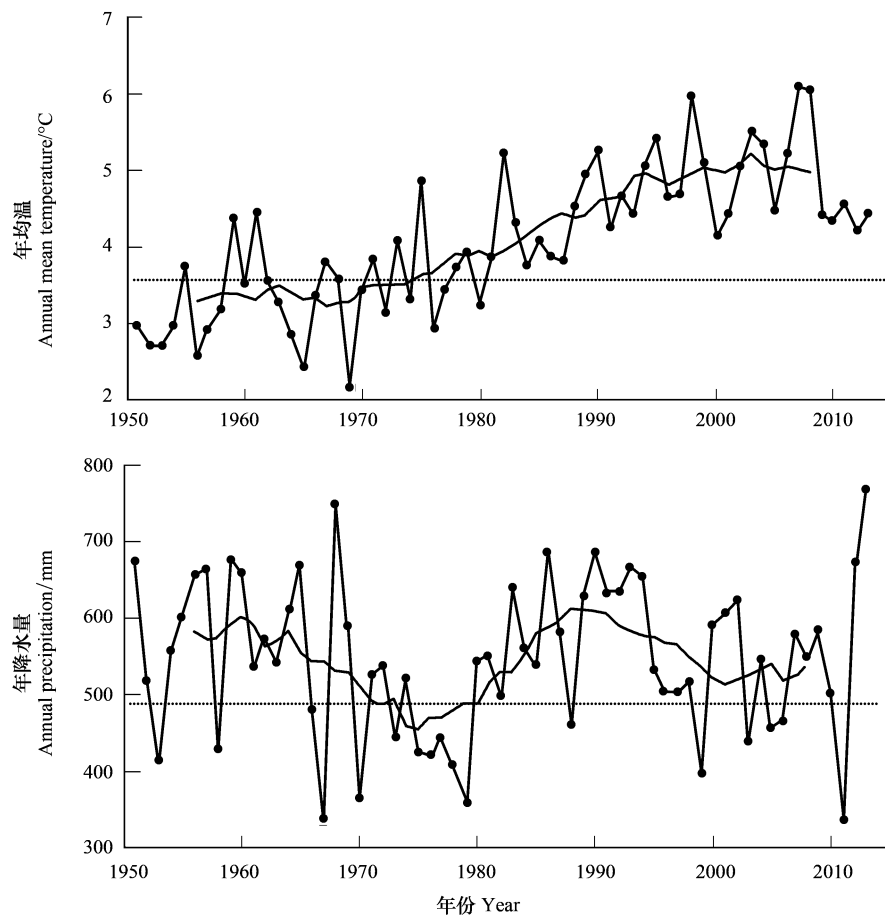 7
6
5
4
3
2
年均温
Annual mean temperature/°C
1950 1960 1970 1980 1990 2000 2010
800
700
600
500
400
300
年降水量
Annual precipitation/mm
1950 1960 1970 1980 1990 2000 2010
年份 Year